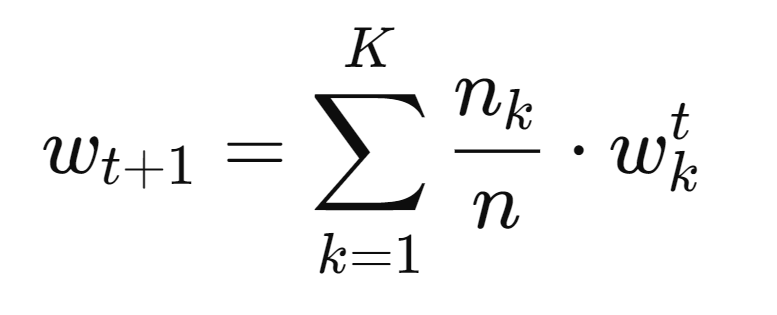 $w_{t+1} = \sum_{k=1}^{K} \frac{n_k}{n} \cdot w_k^t$